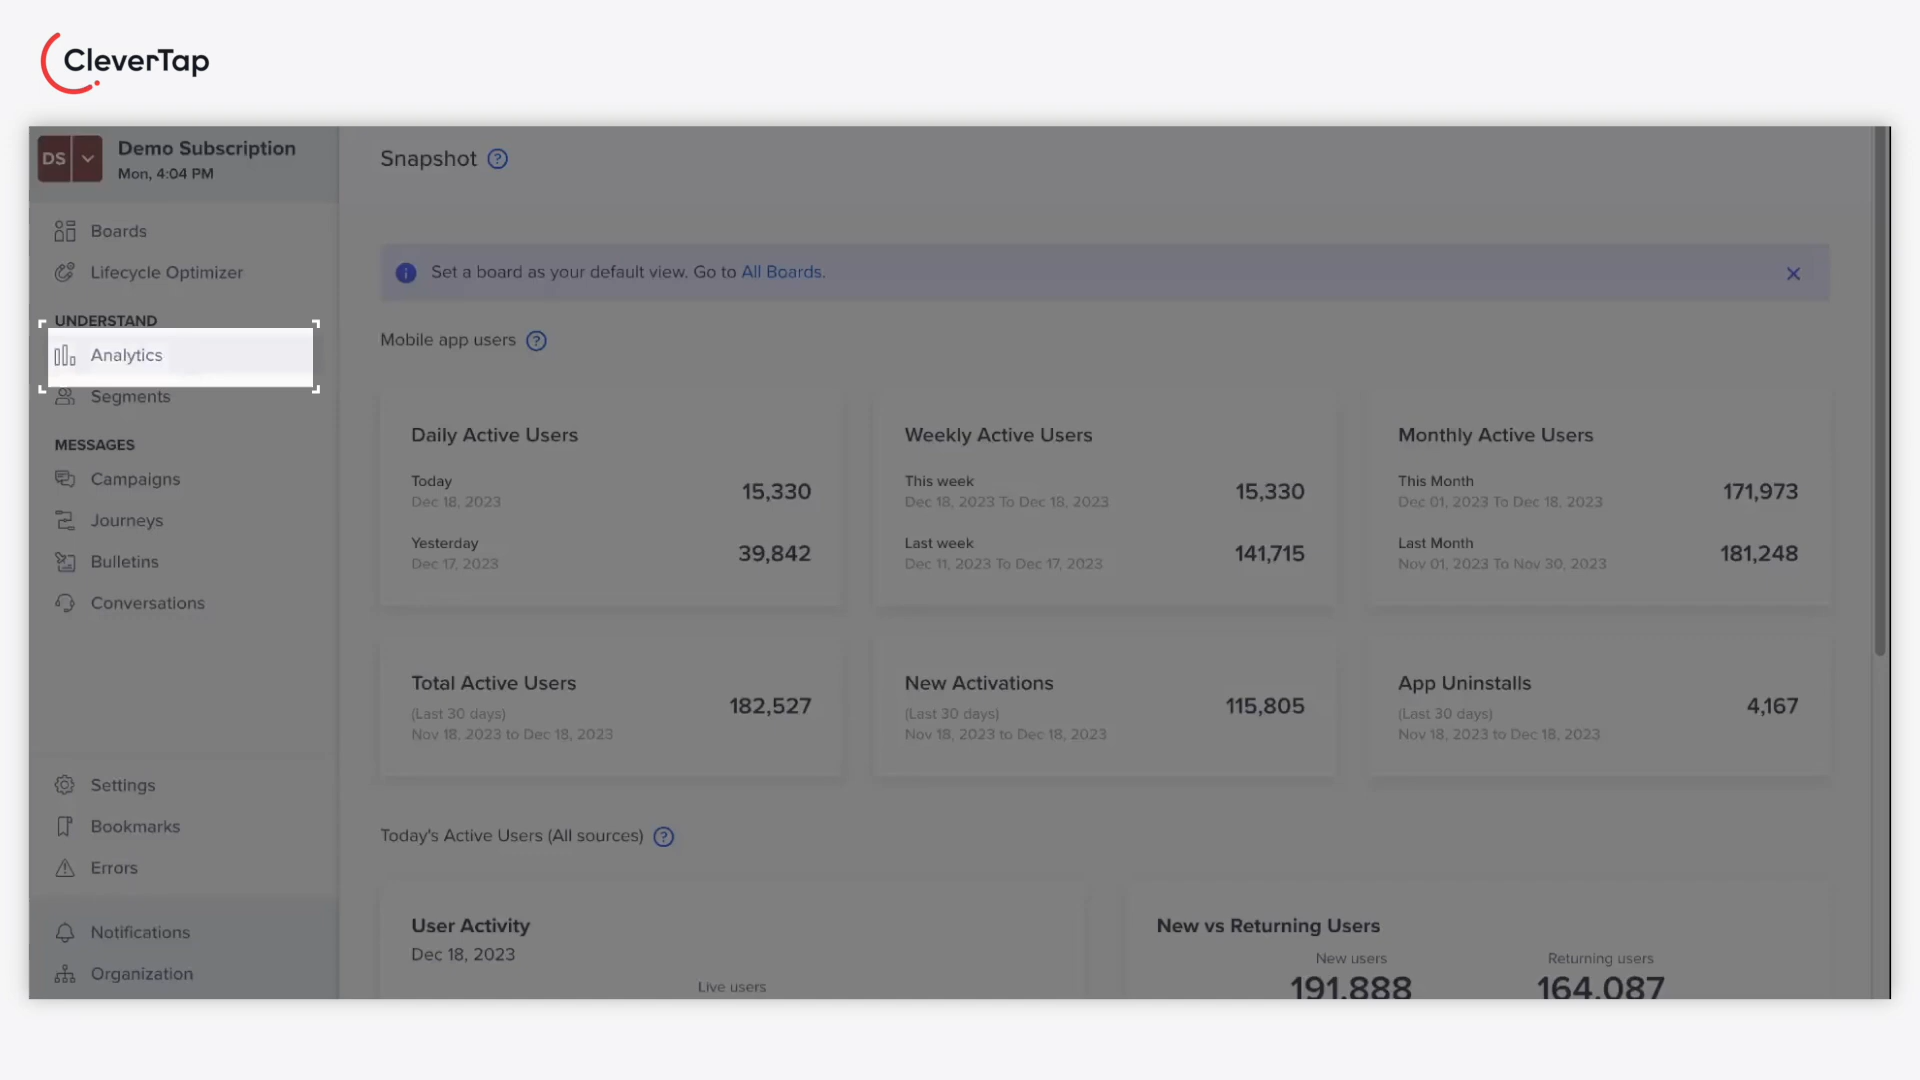 CleverTap
DS
Demo Subscription
Mon, 4:04 PM
Boards
Lifecycle Optimizer
UNDERSTAND
Analytics
Segments
MESSAGES
Campaigns
Journeys
Bulletins
Conversations
Settings
Bookmarks
Errors
Notifications
Organization
Snapshot ?
Set a board as your default view. Go to All Boards.
Mobile app users ?
Daily Active Users
Today
Dec 18, 2023
15,330
Yesterday
Dec 17, 2023
39,842
Weekly Active Users
This week
Dec 18, 2023 To Dec 18, 2023
15,330
Last week
Dec 11, 2023 To Dec 17, 2023
141,715
Monthly Active Users
This Month
Dec 01, 2023 To Dec 18, 2023
171,973
Last Month
Nov 01, 2023 To Nov 30, 2023
181,248
Total Active Users
(Last 30 days)
Nov 18, 2023 to Dec 18, 2023
182,527
New Activations
(Last 30 days)
Nov 18, 2023 to Dec 18, 2023
115,805
App Uninstalls
(Last 30 days)
Nov 18, 2023 to Dec 18, 2023
4,167
Today's Active Users (All sources) ?
User Activity
Dec 18, 2023
Live users
New vs Returning Users
New users
191,888
Returning users
164,087